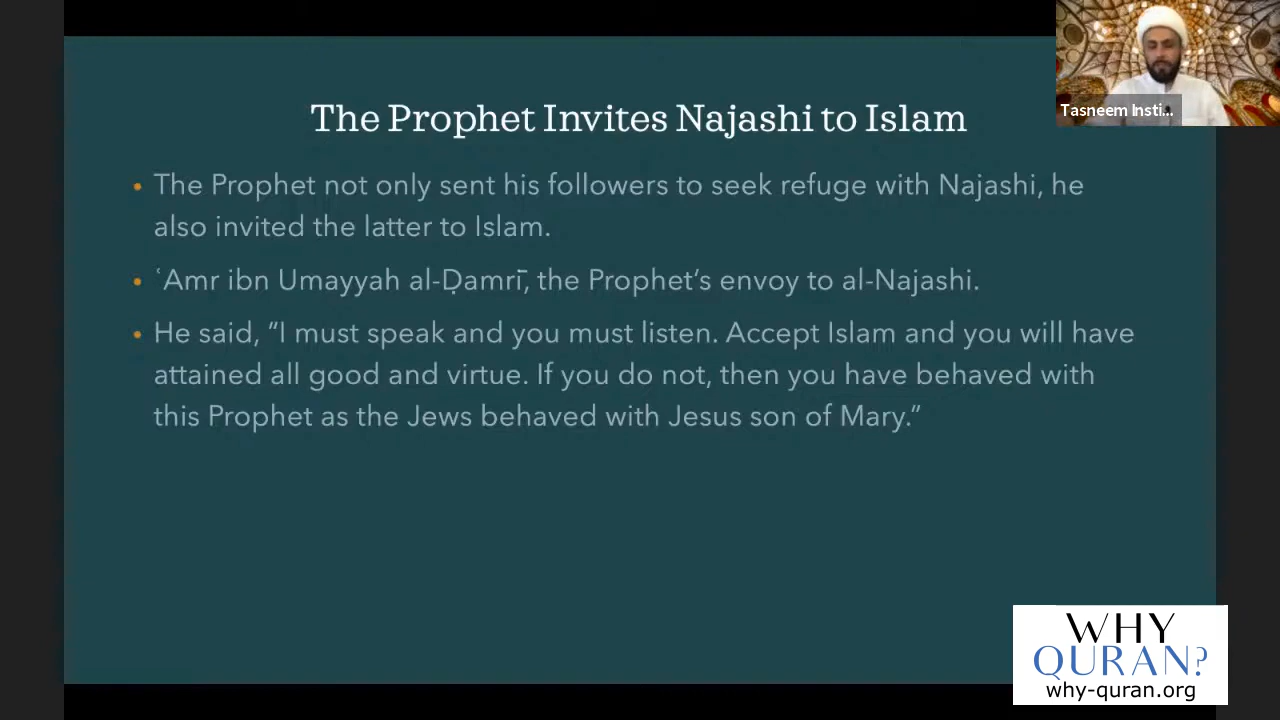 The Prophet Invites Najashi to Islam
Tasneem Insti...
• The Prophet not only sent his followers to seek refuge with Najashi, he
also invited the latter to Islam.
• ʿAmr ibn Umayyah al-Ḍamrī, the Prophet’s envoy to al-Najashi.
• He said, “I must speak and you must listen. Accept Islam and you will have
attained all good and virtue. If you do not, then you have behaved with
this Prophet as the Jews behaved with Jesus son of Mary.”
WHY
QURAN?
why-quran.org